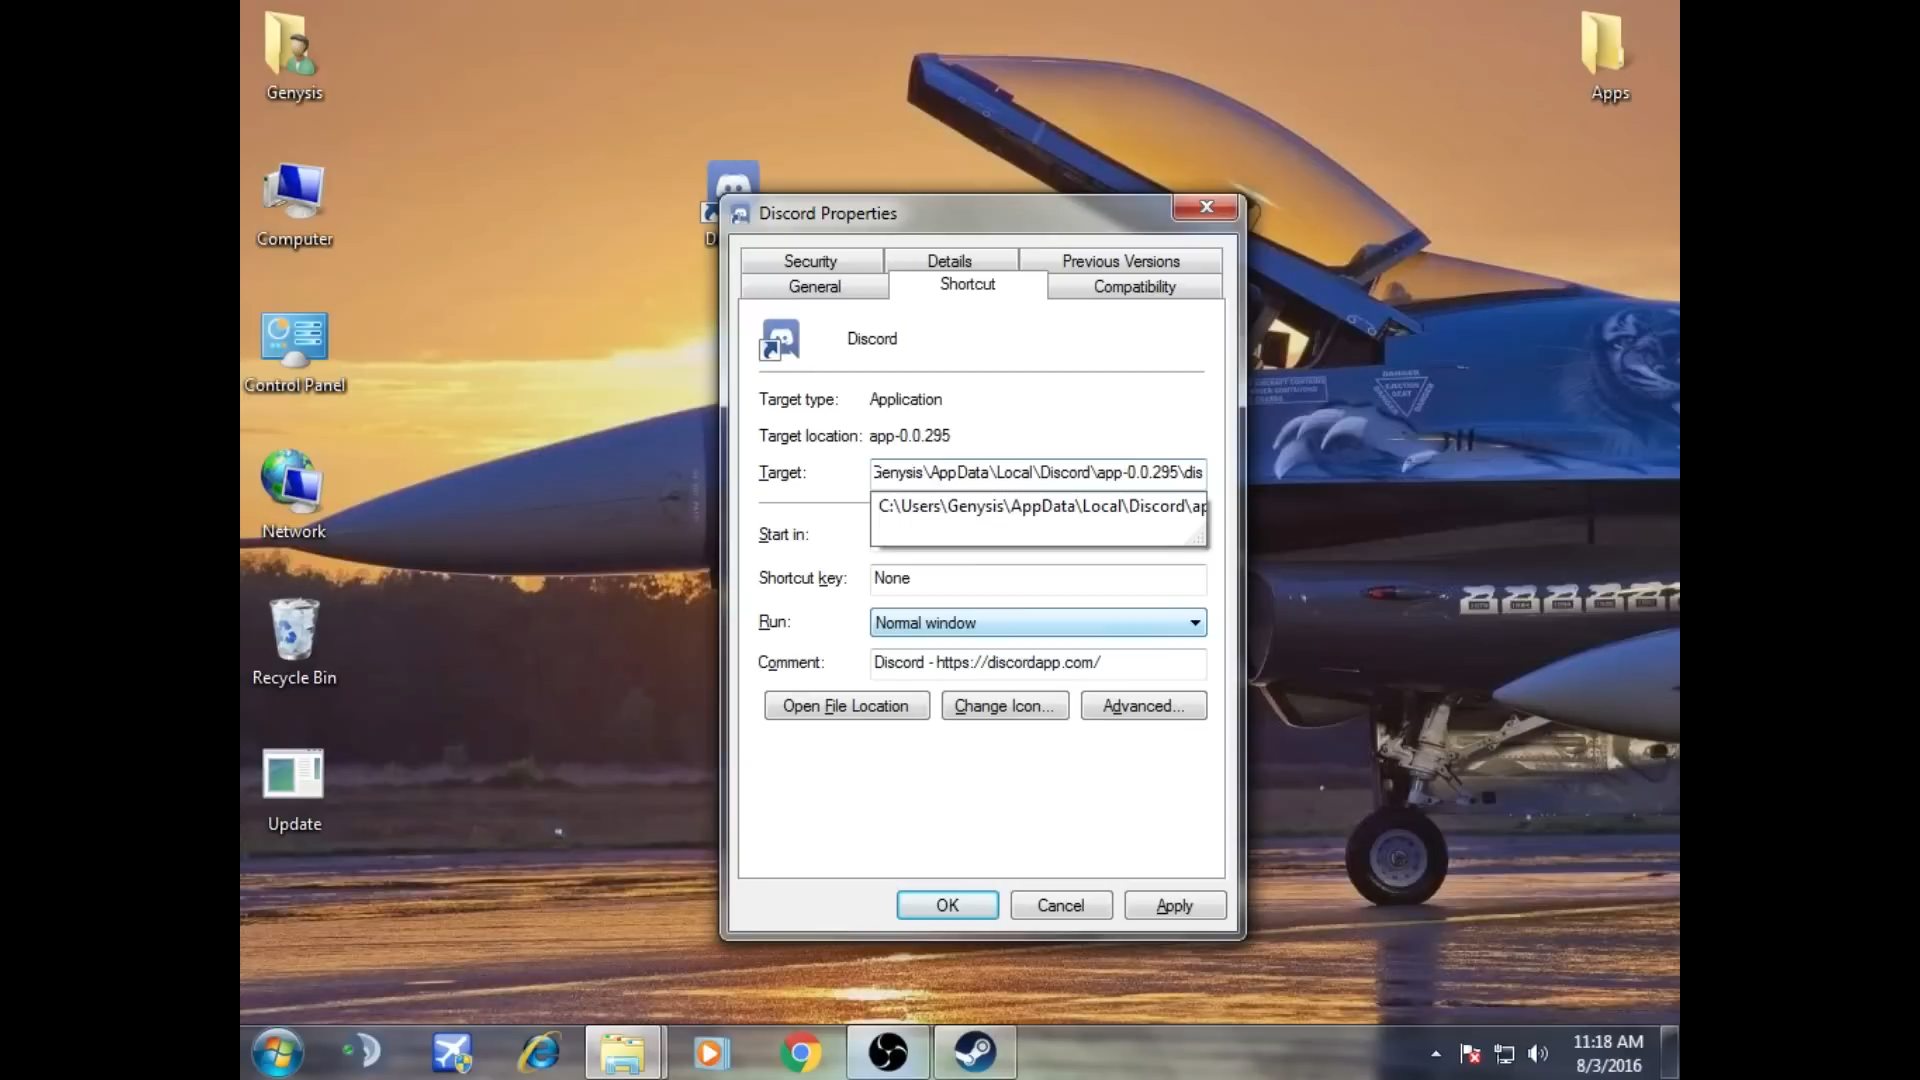 Genysis
Apps
Computer
Control Panel
Network
Recycle Bin
Update
D
Discord Properties
Security
Details
Previous Versions
General
Shortcut
Compatibility
Discord
Target type: Application
Target location: app-0.0.295
Target: Genysis\AppData\Local\Discord\app-0.0.295\dis
C:\Users\Genysis\AppData\Local\Discord\ap
Start in:
Shortcut key: None
Run: Normal window
Comment: Discord - https://discordapp.com/
Open File Location
Change Icon...
Advanced...
OK
Cancel
Apply
DANGER
EJECTION
SEAT
11:18 AM
8/3/2016